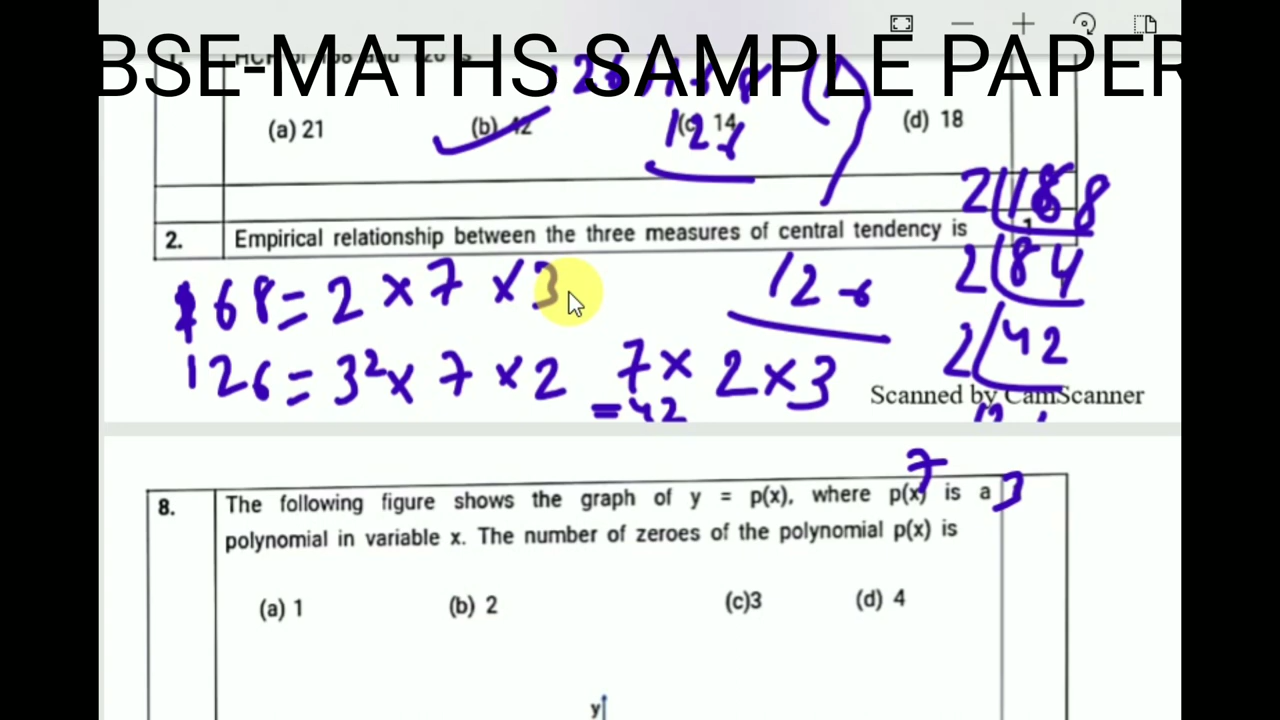 BSE-MATHS SAMPLE PAPER
(a) 21 (b) 42 (c) 14 (d) 18
126
2 188
2. Empirical relationship between the three measures of central tendency is 1
2 84
168 = 2 × 7 × 3
126
2 42
126 = 3² × 7 × 2 7 × 2 × 3
= 42
Scanned by CamScanner
7
3
8. The following figure shows the graph of y = p(x), where p(x) is a
polynomial in variable x. The number of zeroes of the polynomial p(x) is
(a) 1 (b) 2 (c)3 (d) 4
y